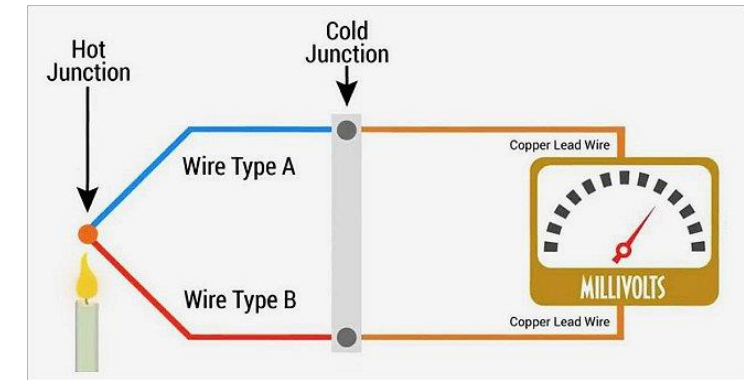 Hot
Junction
Cold
Junction
Wire Type A
Copper Lead Wire
MILLIVOLTS
Wire Type B
Copper Lead Wire